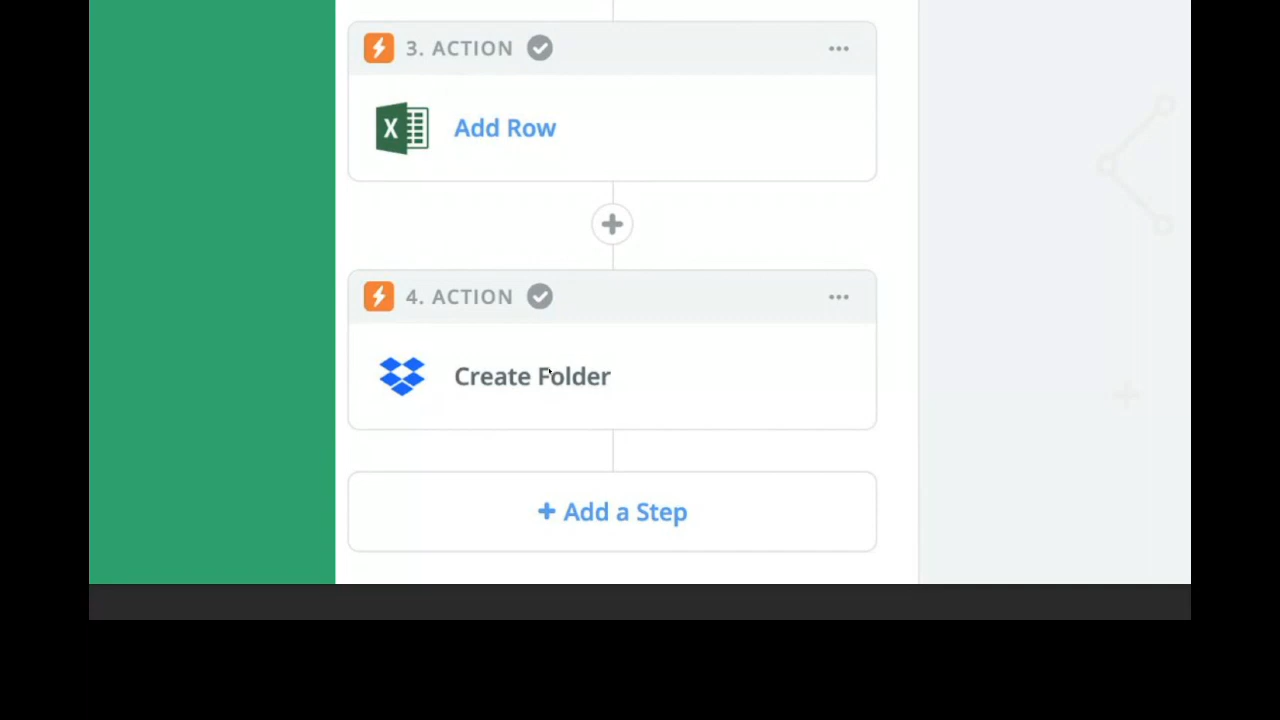 3. ACTION
X
Add Row
4. ACTION
Create Folder
+ Add a Step